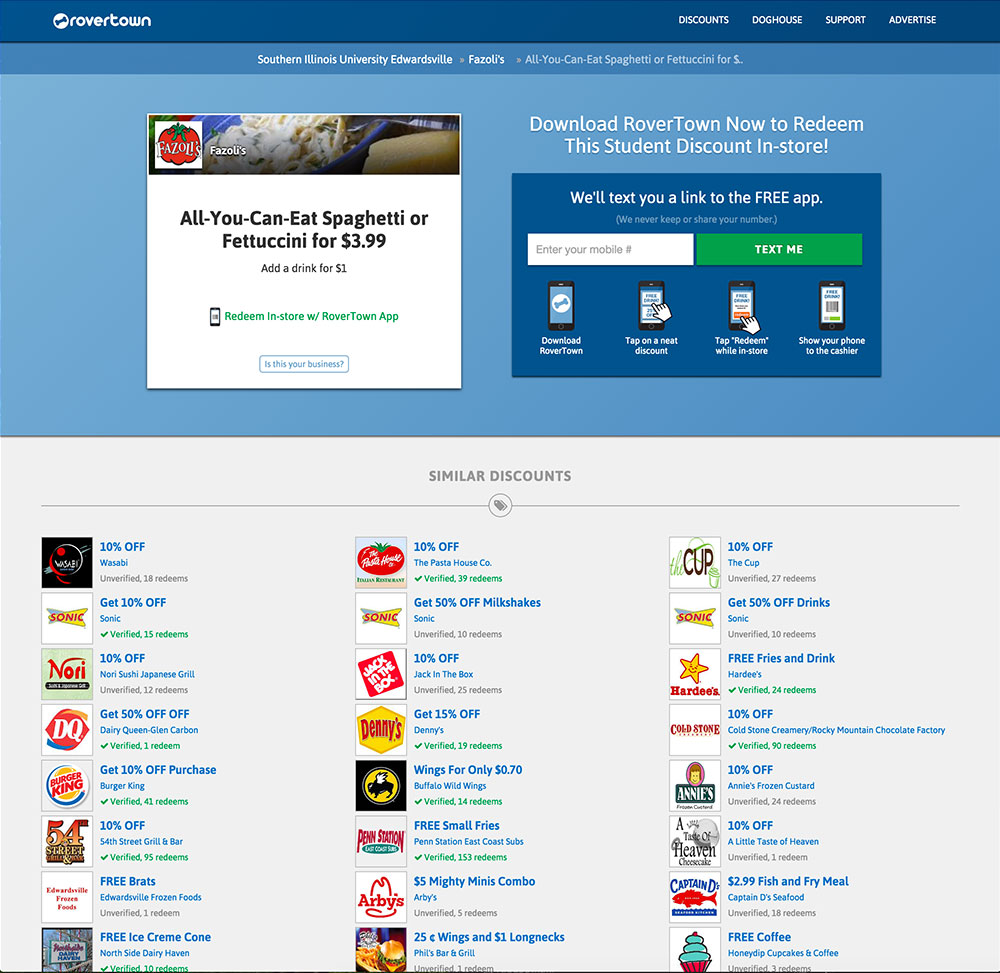 rovertown
DISCOUNTS DOGHOUSE SUPPORT ADVERTISE
Southern Illinois University Edwardsville » Fazoli's » All-You-Can-Eat Spaghetti or Fettuccini for $..
FAZOLI'S
Fazoli's
All-You-Can-Eat Spaghetti or
Fettuccini for $3.99
Add a drink for $1
Redeem In-store w/ RoverTown App
Is this your business?
Download RoverTown Now to Redeem
This Student Discount In-store!
We'll text you a link to the FREE app.
(We never keep or share your number.)
Enter your mobile #
TEXT ME
FREE DRINK!
FREE DRINK!
FREE DRINK!
Download
RoverTown
Tap on a neat
discount
Tap "Redeem"
while in-store
Show your phone
to the cashier
SIMILAR DISCOUNTS
WASABI
10% OFF
Wasabi
Unverified, 18 redeems
The Pasta House Co.
ITALIAN RESTAURANT
10% OFF
The Pasta House Co.
Verified, 39 redeems
the CUP
10% OFF
The Cup
Unverified, 27 redeems
SONIC
Get 10% OFF
Sonic
Verified, 15 redeems
SONIC
Get 50% OFF Milkshakes
Sonic
Unverified, 10 redeems
SONIC
Get 50% OFF Drinks
Sonic
Unverified, 10 redeems
Nori
Sushi & Japanese Grill
10% OFF
Nori Sushi Japanese Grill
Unverified, 12 redeems
JACK IN THE BOX
10% OFF
Jack In The Box
Unverified, 25 redeems
Hardee's
FREE Fries and Drink
Hardee's
Verified, 24 redeems
DQ
Get 50% OFF OFF
Dairy Queen-Glen Carbon
Verified, 1 redeem
Denny's
Get 15% OFF
Denny's
Verified, 19 redeems
COLD STONE
CREAMERY
10% OFF
Cold Stone Creamery/Rocky Mountain Chocolate Factory
Verified, 90 redeems
BURGER KING
Get 10% OFF Purchase
Burger King
Verified, 41 redeems
Wings For Only $0.70
Buffalo Wild Wings
Verified, 14 redeems
ANNIE'S
Frozen Custard
10% OFF
Annie's Frozen Custard
Unverified, 24 redeems
54th
STREET
GRILL & BAR
10% OFF
54th Street Grill & Bar
Verified, 95 redeems
PENN STATION
EAST COAST SUBS
FREE Small Fries
Penn Station East Coast Subs
Verified, 153 redeems
A Little
Taste Of
Heaven
Cheesecake
10% OFF
A Little Taste of Heaven
Unverified, 1 redeem
Edwardsville
Frozen
Foods
FREE Brats
Edwardsville Frozen Foods
Unverified, 1 redeem
Arby's
$5 Mighty Minis Combo
Arby's
Unverified, 5 redeems
CAPTAIN D'S
SEAFOOD KITCHEN
$2.99 Fish and Fry Meal
Captain D's Seafood
Unverified, 18 redeems
Northside
DAIRY
HAVEN
FREE Ice Creme Cone
North Side Dairy Haven
Verified, 10 redeems
25 ¢ Wings and $1 Longnecks
Phil's Bar & Grill
Unverified, 1 redeem
FREE Coffee
Honeydip Cupcakes & Coffee
Unverified, 3 redeems